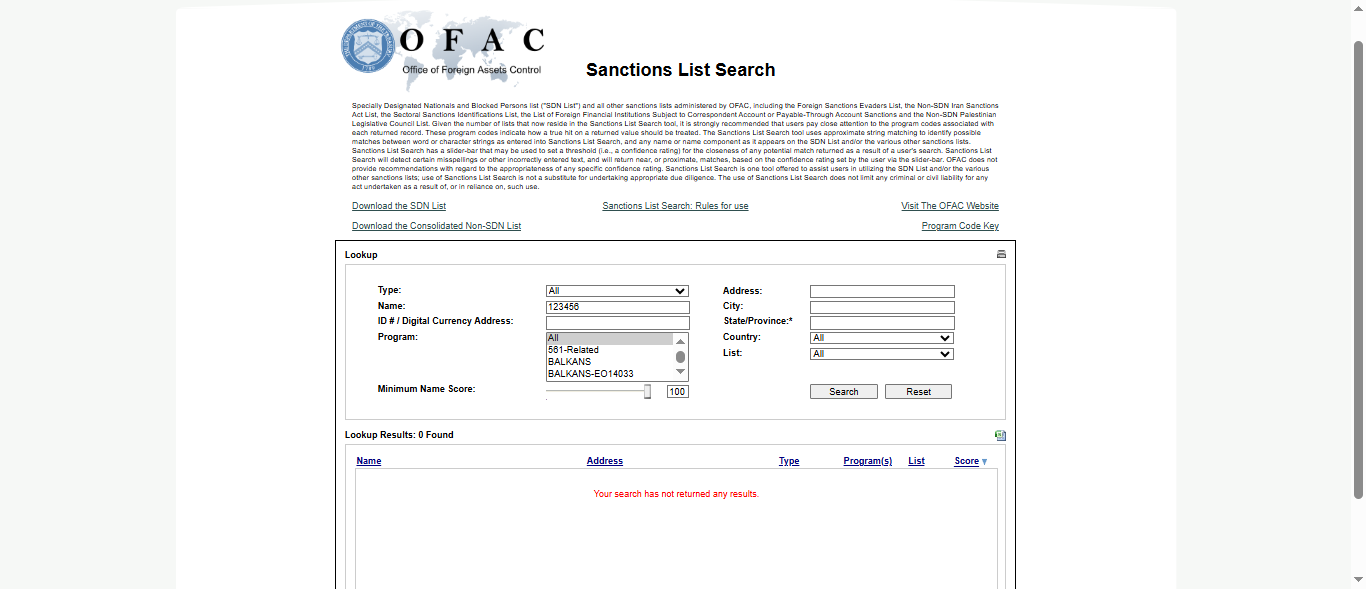 O F A C
Office of Foreign Assets Control
Sanctions List Search
Specially Designated Nationals and Blocked Persons list ("SDN List") and all other sanctions lists administered by OFAC, including the Foreign Sanctions Evaders List, the Non-SDN Iran Sanctions
Act List, the Sectoral Sanctions Identifications List, the List of Foreign Financial Institutions Subject to Correspondent Account or Payable-Through Account Sanctions and the Non-SDN Palestinian
Legislative Council List. Given the number of lists that now reside in the Sanctions List Search tool, it is strongly recommended that users pay close attention to the program codes associated with
each returned record. These program codes indicate how a true hit on a returned value should be treated. The Sanctions List Search tool uses approximate string matching to identify possible
matches between word or character strings as entered into Sanctions List Search, and any name or name component as it appears on the SDN List and/or the various other sanctions lists.
Sanctions List Search has a slider-bar that may be used to set a threshold (i.e., a confidence rating) for the closeness of any potential match returned as a result of a user's search. Sanctions List
Search will detect certain misspellings or other incorrectly entered text, and will return near, or proximate, matches, based on the confidence rating set by the user via the slider-bar. OFAC does not
provide recommendations with regard to the appropriateness of any specific confidence rating. Sanctions List Search is one tool offered to assist users in utilizing the SDN List and/or the various
other sanctions lists; use of Sanctions List Search is not a substitute for undertaking appropriate due diligence. The use of Sanctions List Search does not limit any criminal or civil liability for any
act undertaken as a result of, or in reliance on, such use.
Download the SDN List Sanctions List Search: Rules for use Visit The OFAC Website
Download the Consolidated Non-SDN List Program Code Key
Lookup
Type: All Address:
Name: 123456 City:
ID # / Digital Currency Address: State/Province:*
Program: All Country: All
561-Related List: All
BALKANS
BALKANS-EO14033
Minimum Name Score: 100 Search Reset
Lookup Results: 0 Found
Name Address Type Program(s) List Score
Your search has not returned any results.